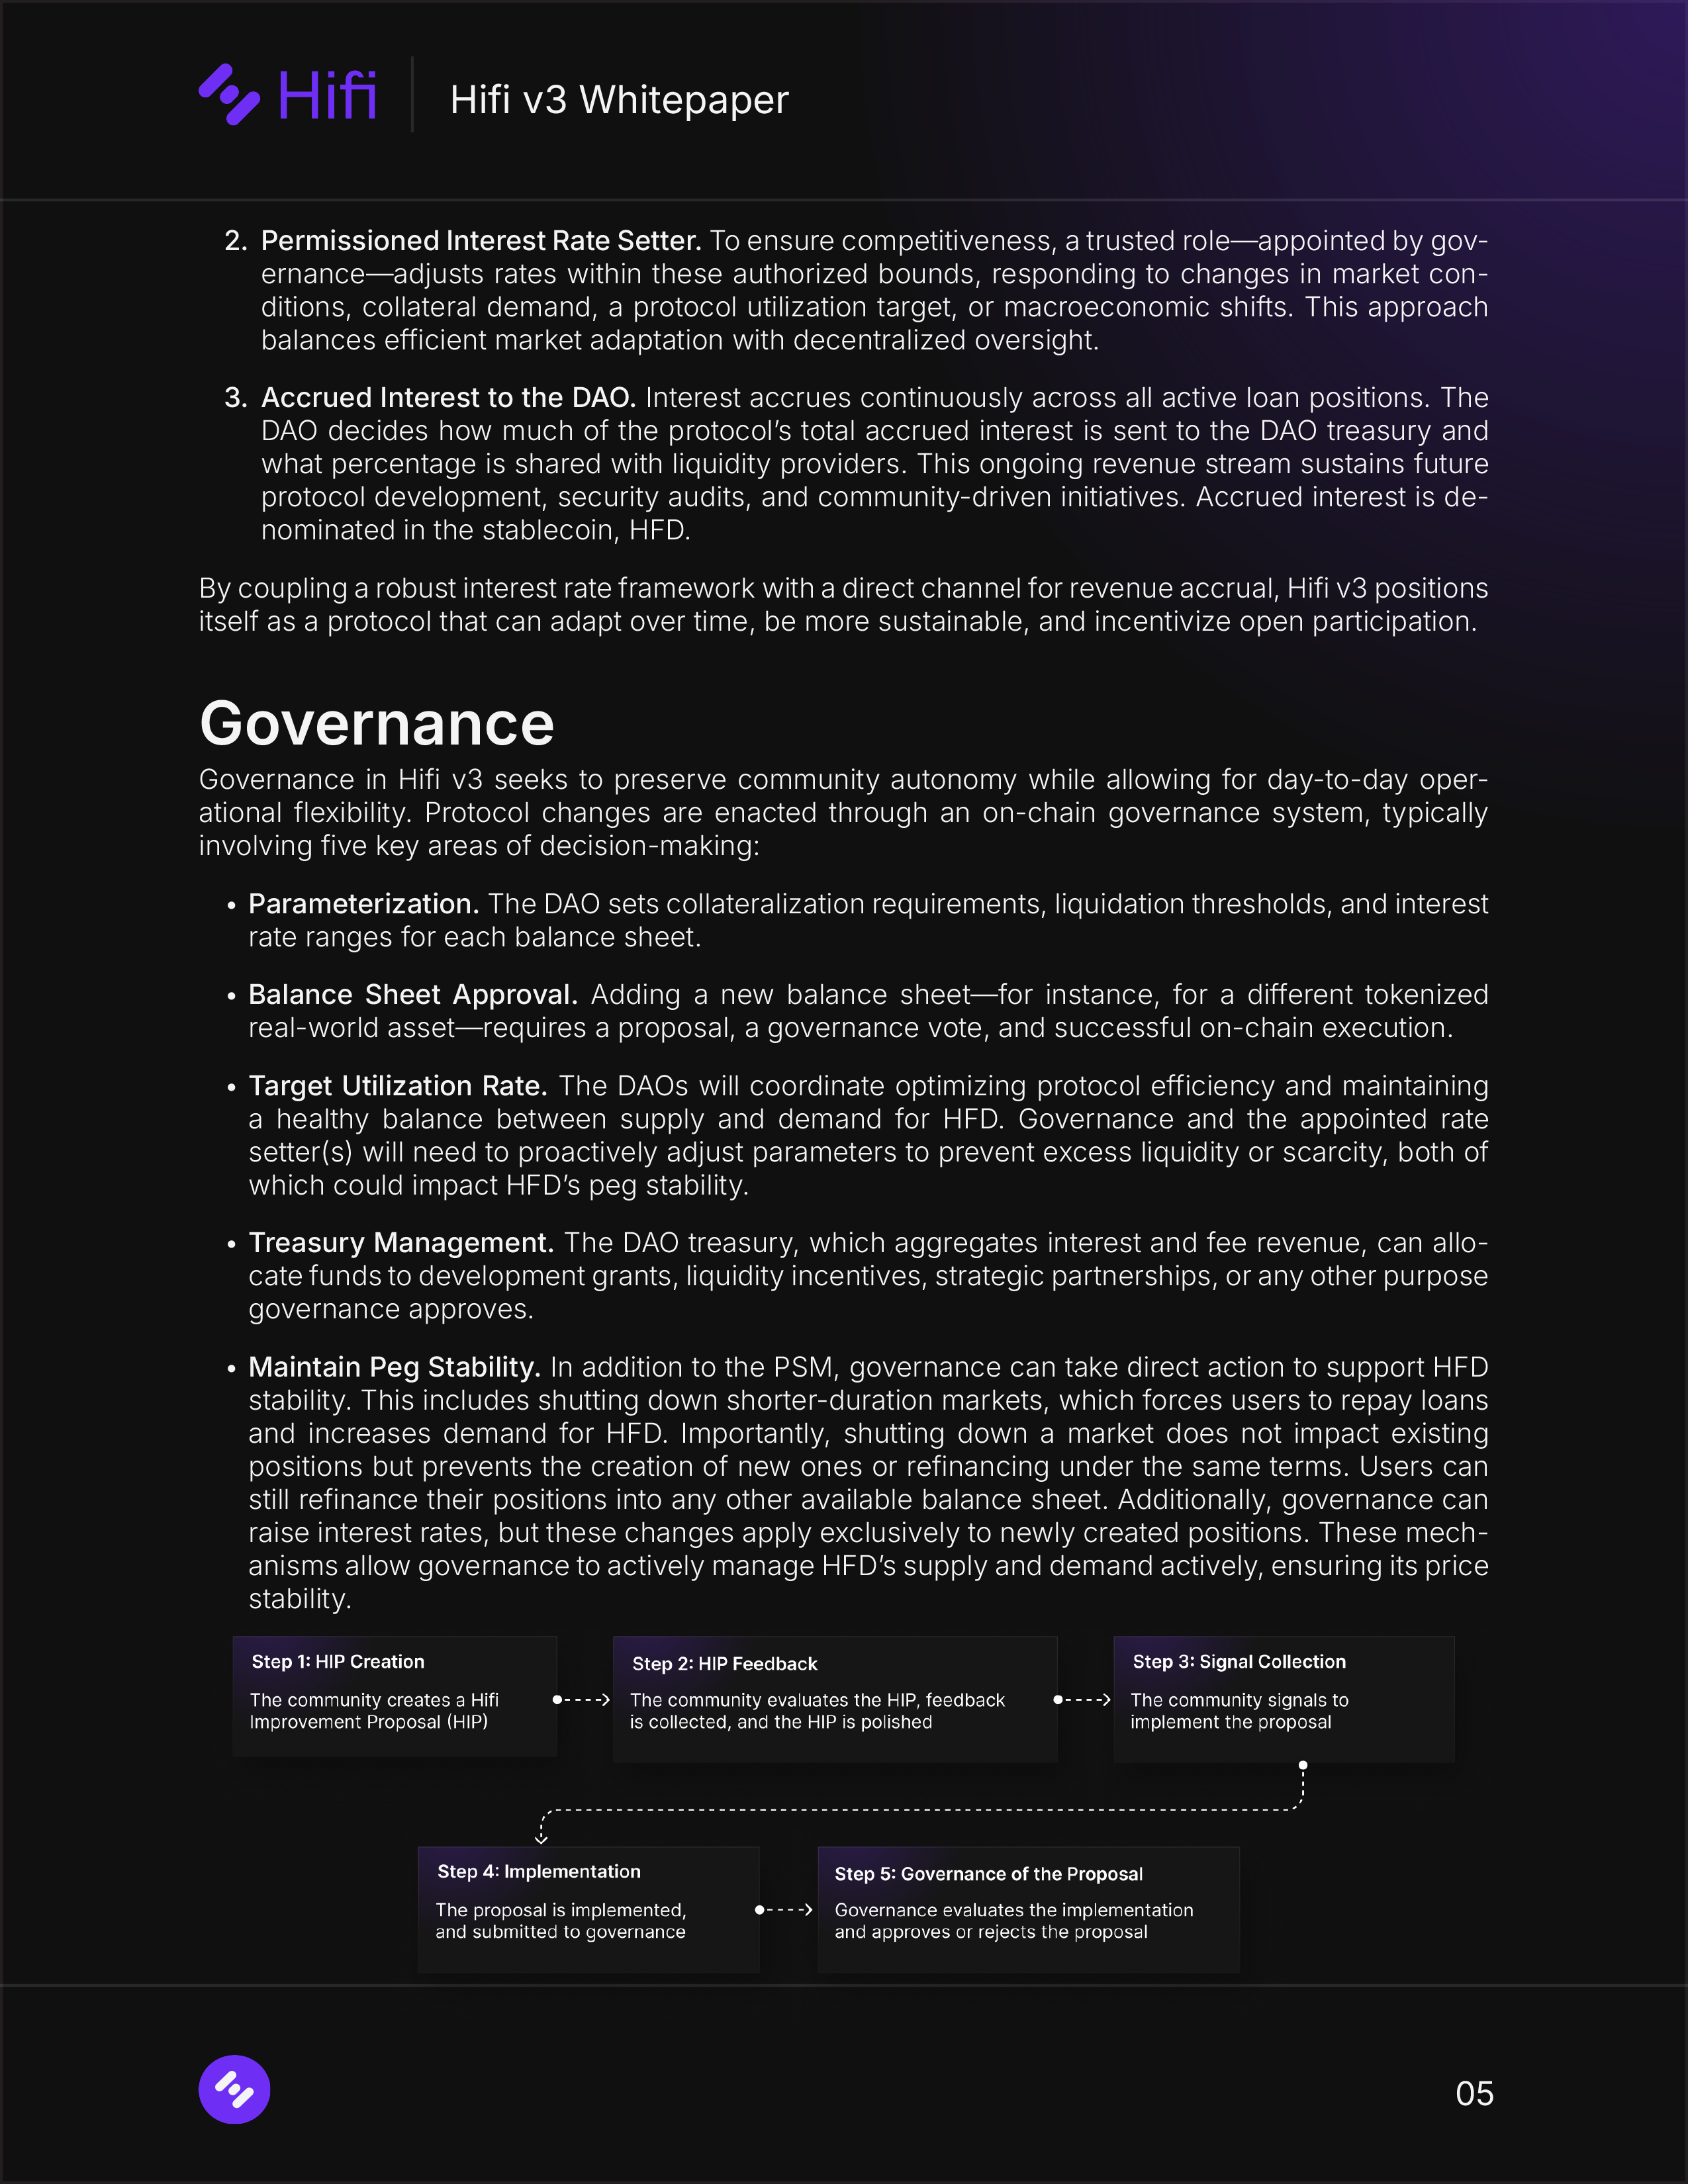 Hifi
Hifi v3 Whitepaper
2. Permissioned Interest Rate Setter. To ensure competitiveness, a trusted role—appointed by gov-
ernance—adjusts rates within these authorized bounds, responding to changes in market con-
ditions, collateral demand, a protocol utilization target, or macroeconomic shifts. This approach
balances efficient market adaptation with decentralized oversight.
3. Accrued Interest to the DAO. Interest accrues continuously across all active loan positions. The
DAO decides how much of the protocol’s total accrued interest is sent to the DAO treasury and
what percentage is shared with liquidity providers. This ongoing revenue stream sustains future
protocol development, security audits, and community-driven initiatives. Accrued interest is de-
nominated in the stablecoin, HFD.
By coupling a robust interest rate framework with a direct channel for revenue accrual, Hifi v3 positions
itself as a protocol that can adapt over time, be more sustainable, and incentivize open participation.
Governance
Governance in Hifi v3 seeks to preserve community autonomy while allowing for day-to-day oper-
ational flexibility. Protocol changes are enacted through an on-chain governance system, typically
involving five key areas of decision-making:
• Parameterization. The DAO sets collateralization requirements, liquidation thresholds, and interest
rate ranges for each balance sheet.
• Balance Sheet Approval. Adding a new balance sheet—for instance, for a different tokenized
real-world asset—requires a proposal, a governance vote, and successful on-chain execution.
• Target Utilization Rate. The DAOs will coordinate optimizing protocol efficiency and maintaining
a healthy balance between supply and demand for HFD. Governance and the appointed rate
setter(s) will need to proactively adjust parameters to prevent excess liquidity or scarcity, both of
which could impact HFD’s peg stability.
• Treasury Management. The DAO treasury, which aggregates interest and fee revenue, can allo-
cate funds to development grants, liquidity incentives, strategic partnerships, or any other purpose
governance approves.
• Maintain Peg Stability. In addition to the PSM, governance can take direct action to support HFD
stability. This includes shutting down shorter-duration markets, which forces users to repay loans
and increases demand for HFD. Importantly, shutting down a market does not impact existing
positions but prevents the creation of new ones or refinancing under the same terms. Users can
still refinance their positions into any other available balance sheet. Additionally, governance can
raise interest rates, but these changes apply exclusively to newly created positions. These mech-
anisms allow governance to actively manage HFD’s supply and demand actively, ensuring its price
stability.
Step 1: HIP Creation
The community creates a Hifi
Improvement Proposal (HIP)
Step 2: HIP Feedback
The community evaluates the HIP, feedback
is collected, and the HIP is polished
Step 3: Signal Collection
The community signals to
implement the proposal
Step 4: Implementation
The proposal is implemented,
and submitted to governance
Step 5: Governance of the Proposal
Governance evaluates the implementation
and approves or rejects the proposal
05